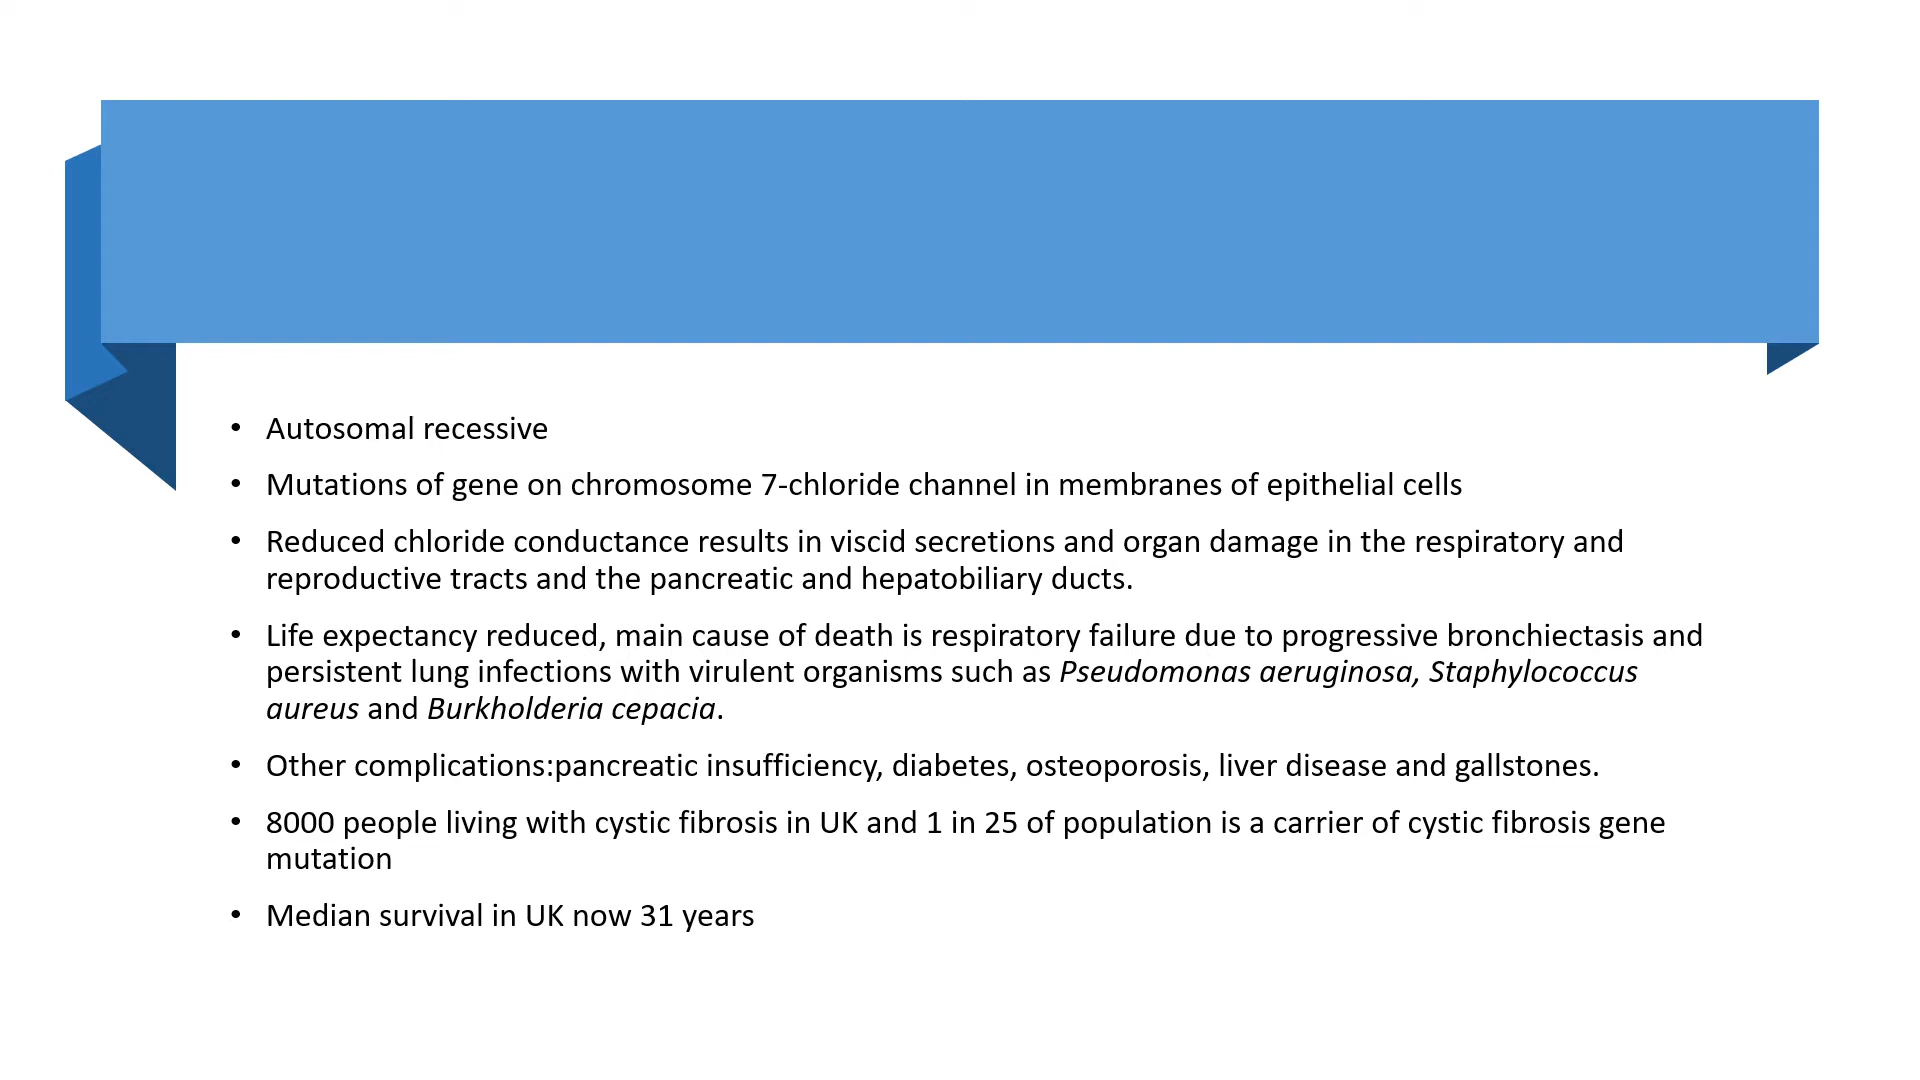 • Autosomal recessive
• Mutations of gene on chromosome 7-chloride channel in membranes of epithelial cells
• Reduced chloride conductance results in viscid secretions and organ damage in the respiratory and
reproductive tracts and the pancreatic and hepatobiliary ducts.
• Life expectancy reduced, main cause of death is respiratory failure due to progressive bronchiectasis and
persistent lung infections with virulent organisms such as Pseudomonas aeruginosa, Staphylococcus
aureus and Burkholderia cepacia.
• Other complications:pancreatic insufficiency, diabetes, osteoporosis, liver disease and gallstones.
• 8000 people living with cystic fibrosis in UK and 1 in 25 of population is a carrier of cystic fibrosis gene
mutation
• Median survival in UK now 31 years